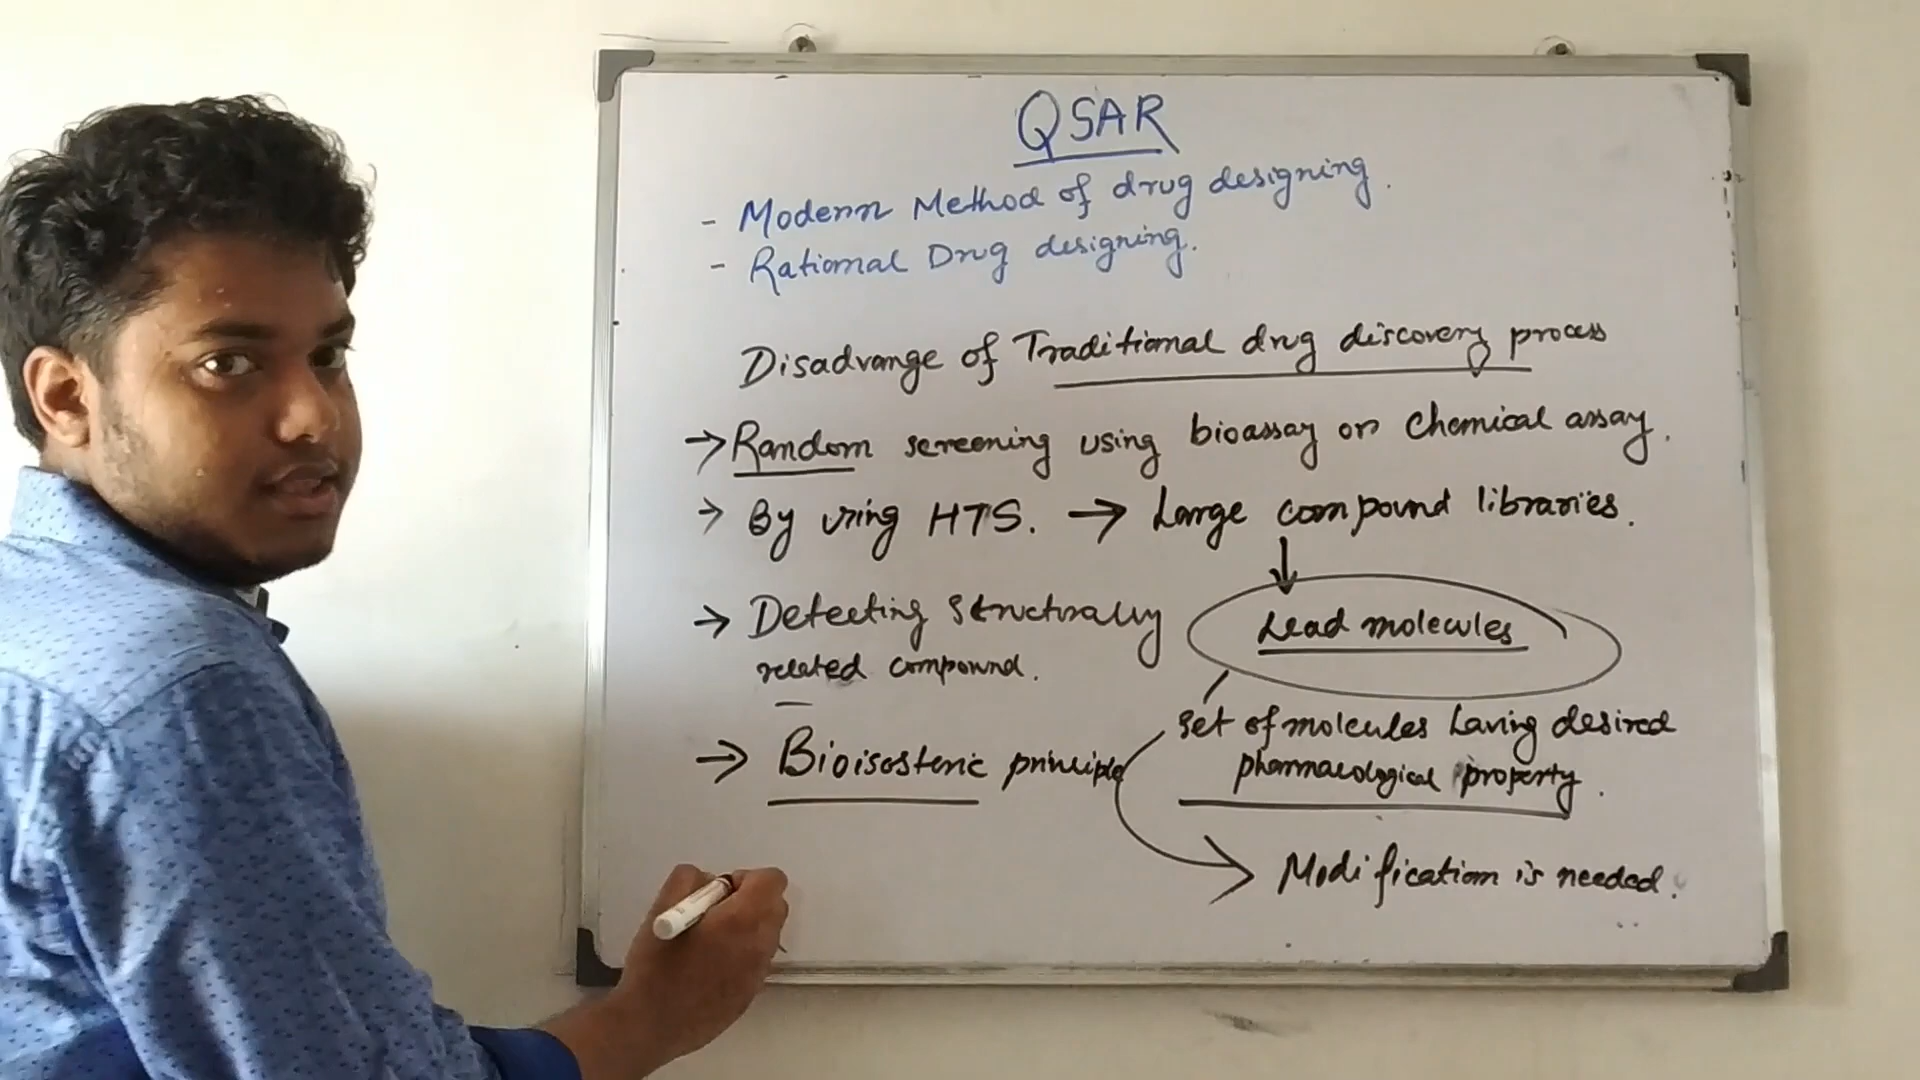 QSAR
- Modern Method of drug designing.
- Rational Drug designing.
Disadvange of Traditional drug discovery process
→ Random screening using bioassay or Chemical assay.
→ By using HTS. → Large compound libraries.
↓
Lead molecules
→ Detecting Structurally
related compound.
set of molecules having desired
pharmacological property.
→ Bioisosteric principle
→ Modification is needed.